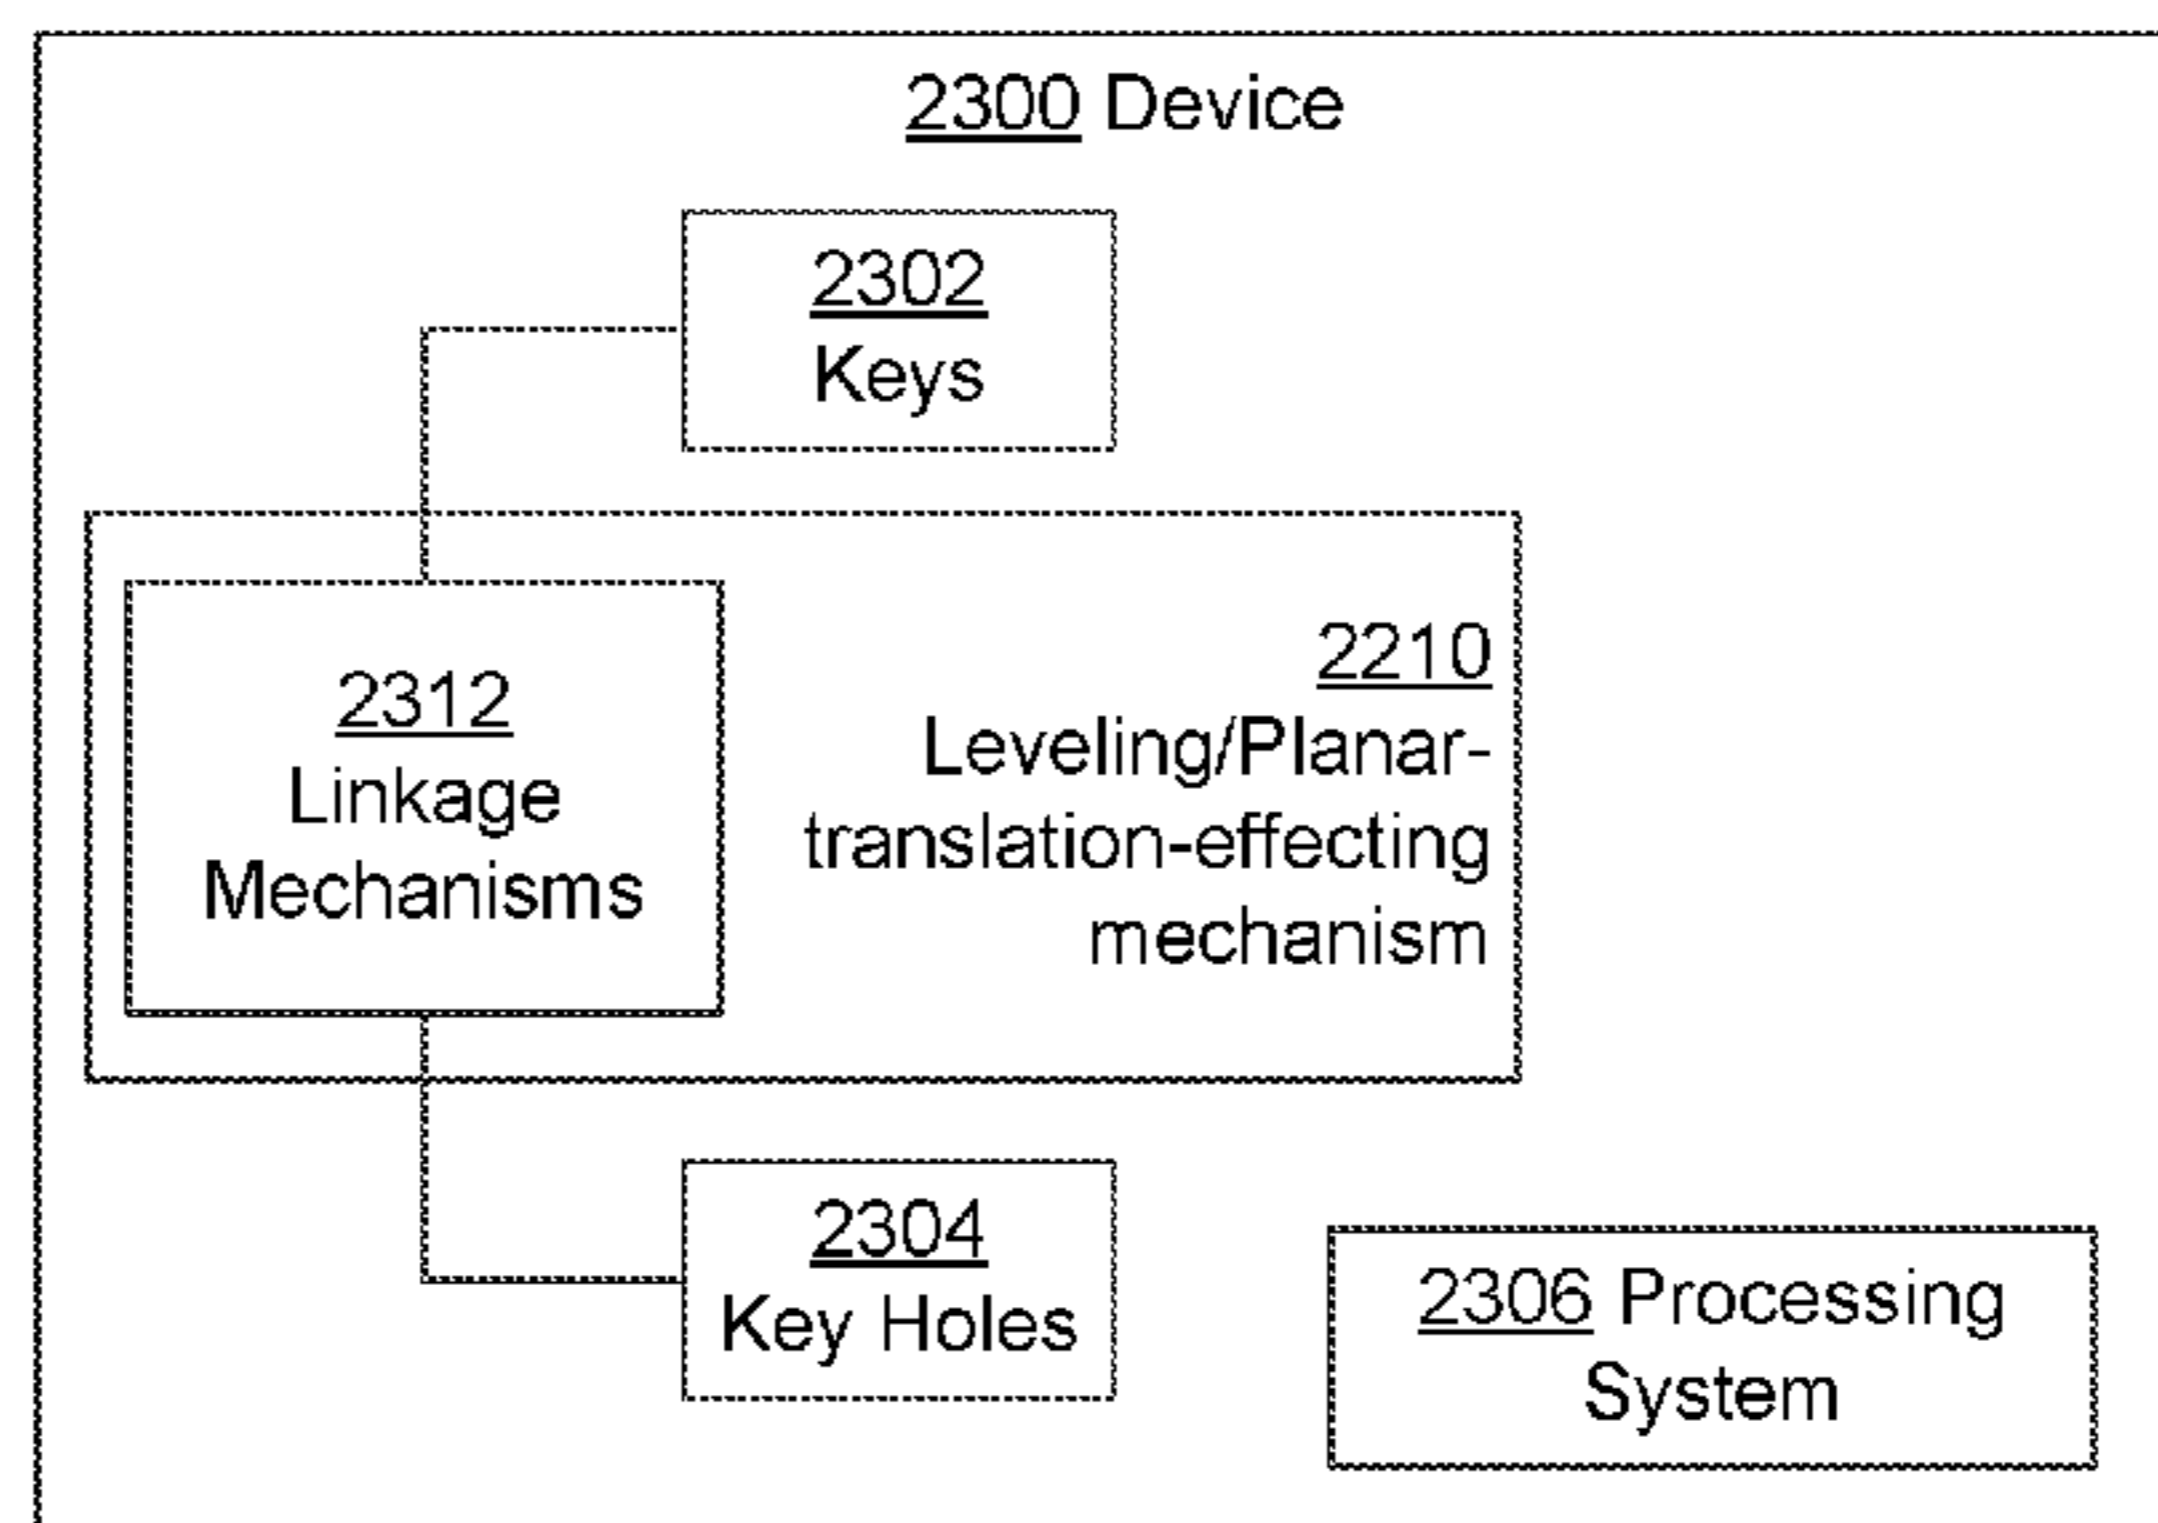 2300 Device
2302
Keys
2312
Linkage
Mechanisms
2210
Leveling/Planar-
translation-effecting
mechanism
2304
Key Holes
2306 Processing
System